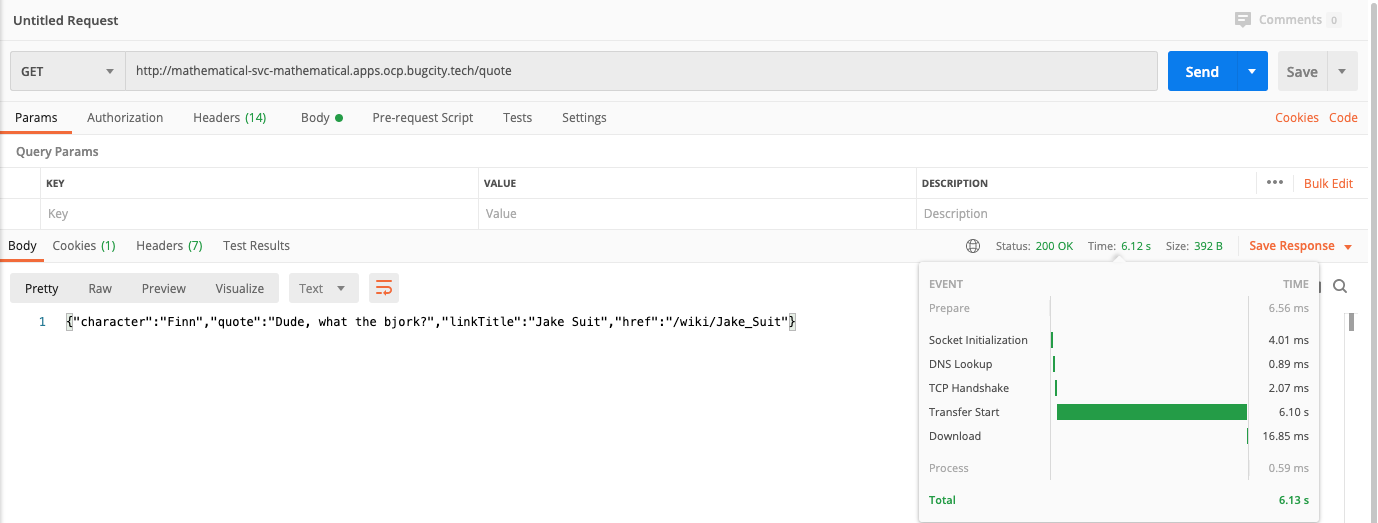 Untitled Request Comments 0
GET http://mathematical-svc-mathematical.apps.ocp.bugcity.tech/quote Send Save
Params Authorization Headers (14) Body Pre-request Script Tests Settings Cookies Code
Query Params
KEY VALUE DESCRIPTION ••• Bulk Edit
Key Value Description
Body Cookies (1) Headers (7) Test Results Status: 200 OK Time: 6.12 s Size: 392 B Save Response
Pretty Raw Preview Visualize Text
1 {"character":"Finn","quote":"Dude, what the bjork?","linkTitle":"Jake Suit","href":"/wiki/Jake_Suit"}
EVENT TIME
Prepare 6.56 ms
Socket Initialization 4.01 ms
DNS Lookup 0.89 ms
TCP Handshake 2.07 ms
Transfer Start 6.10 s
Download 16.85 ms
Process 0.59 ms
Total 6.13 s